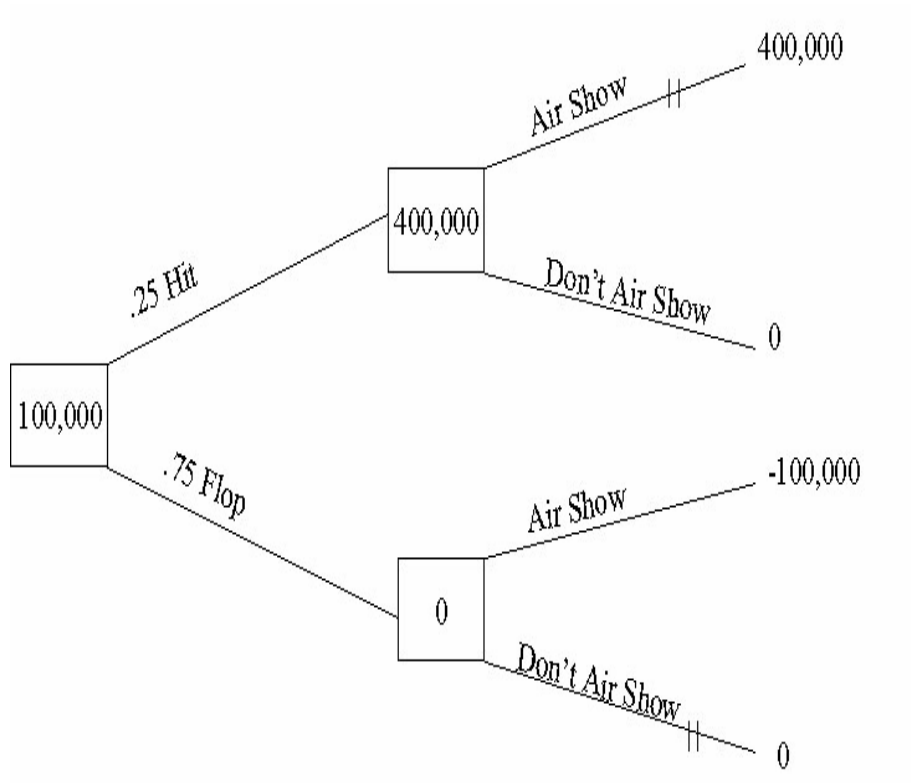 400,000
Air Show
400,000
Don't Air Show
0
.25 Hit
100,000
.75 Flop
-100,000
Air Show
0
Don't Air Show
0